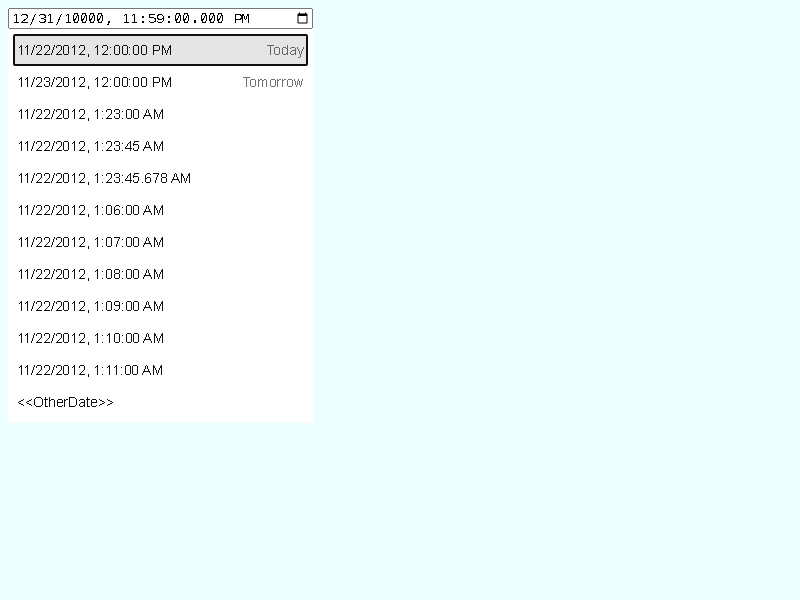 12/31/10000, 11:59:00.000 PM
11/22/2012, 12:00:00 PM Today
11/23/2012, 12:00:00 PM Tomorrow
11/22/2012, 1:23:00 AM
11/22/2012, 1:23:45 AM
11/22/2012, 1:23:45.678 AM
11/22/2012, 1:06:00 AM
11/22/2012, 1:07:00 AM
11/22/2012, 1:08:00 AM
11/22/2012, 1:09:00 AM
11/22/2012, 1:10:00 AM
11/22/2012, 1:11:00 AM
<<OtherDate>>